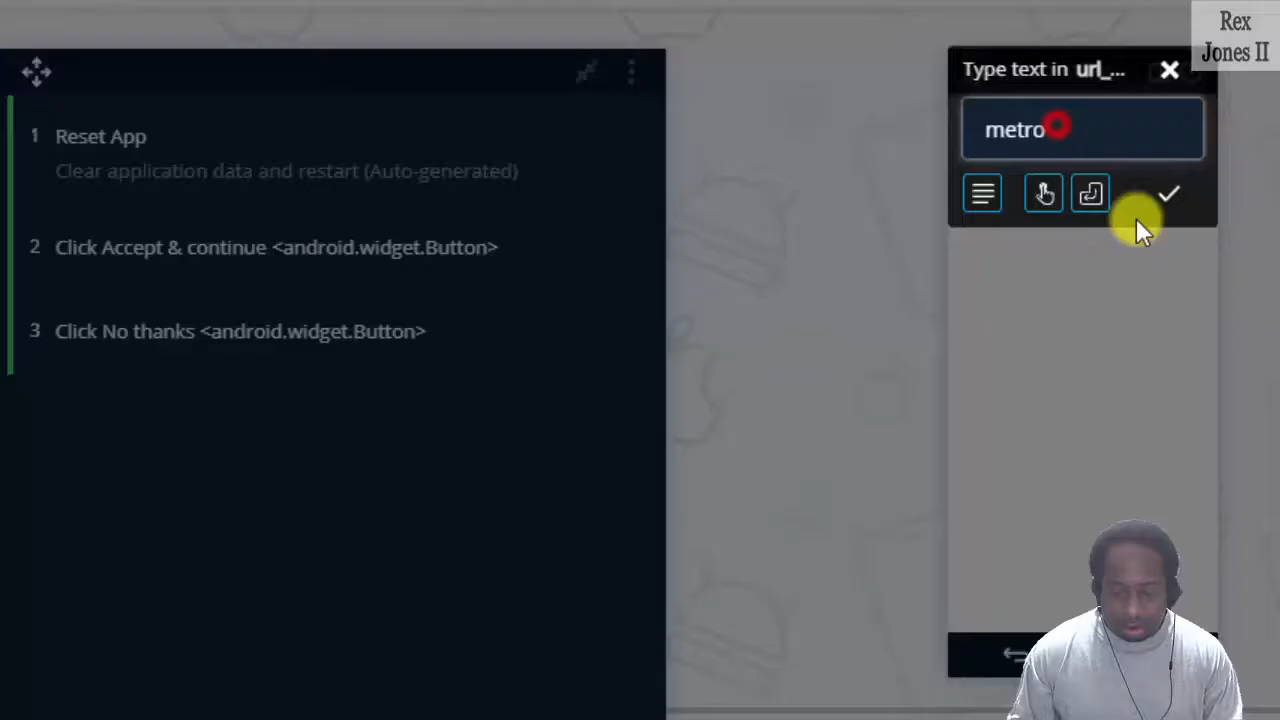 Rex
Jones II
Type text in url_...
metro
1 Reset App
Clear application data and restart (Auto-generated)
2 Click Accept & continue <android.widget.Button>
3 Click No thanks <android.widget.Button>